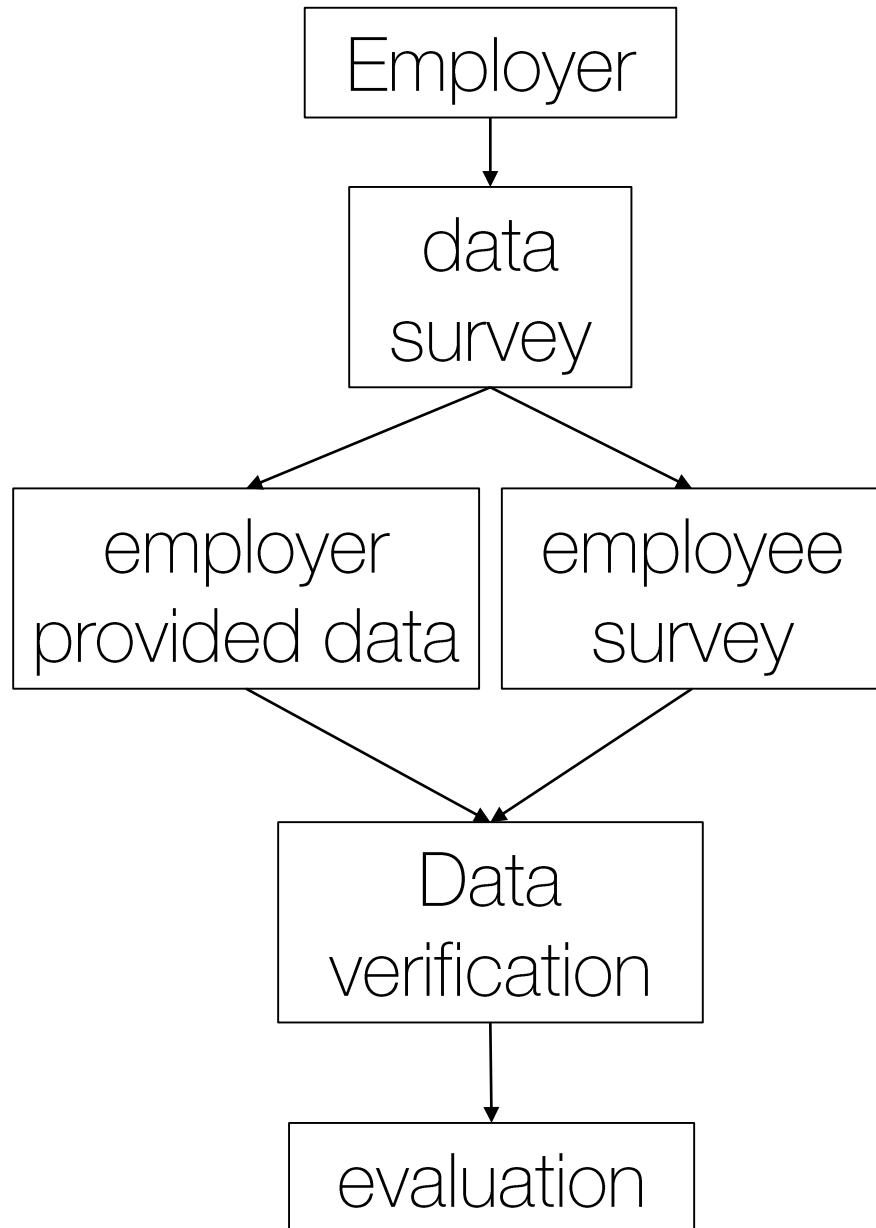 Employer
data
survey
employer
provided data
employee
survey
Data
verification
evaluation